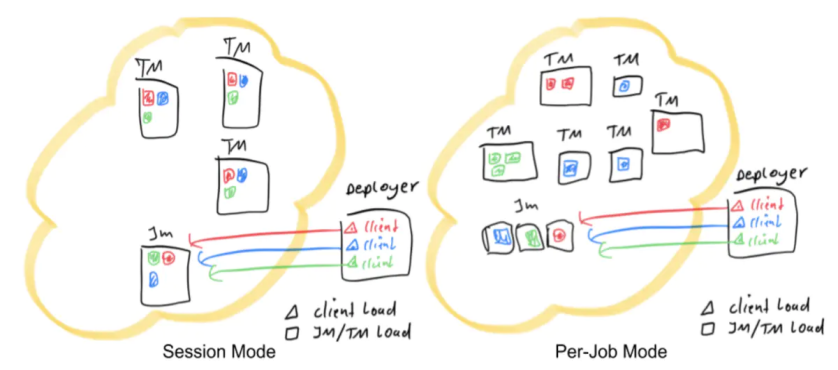 TM
TM
TM
Deployer
client
client
client
Jm
client load
JM/TM load
Session Mode
TM
TM
TM
TM
TM
TM
Jm
Deployer
client
client
client
client load
JM/TM load
Per-Job Mode